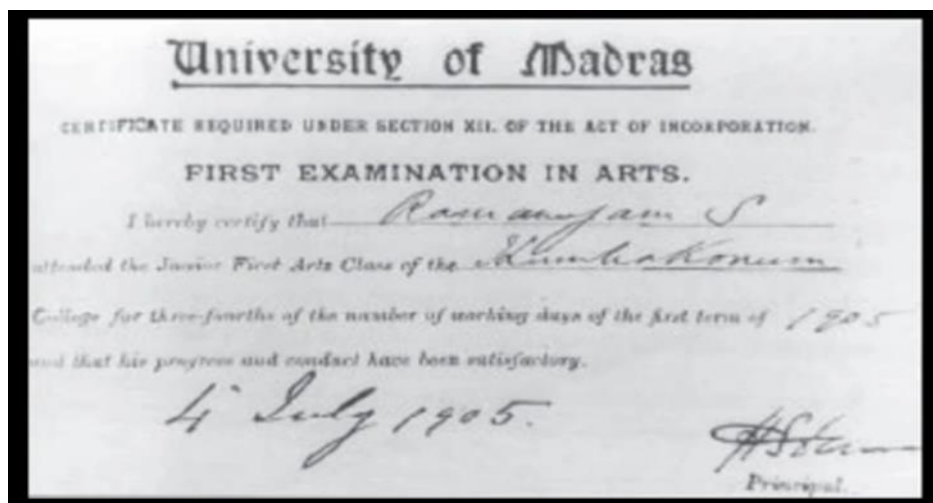 University of Madras
CERTIFICATE REQUIRED UNDER SECTION XII. OF THE ACT OF INCORPORATION.
FIRST EXAMINATION IN ARTS.
I hereby certify that Ramanujam S
attended the Junior First Arts Class of the Kumbakonum
College for three-fourths of the number of working days of the first term of 1905
and that his progress and conduct have been satisfactory.
4 July 1905.
Principal.